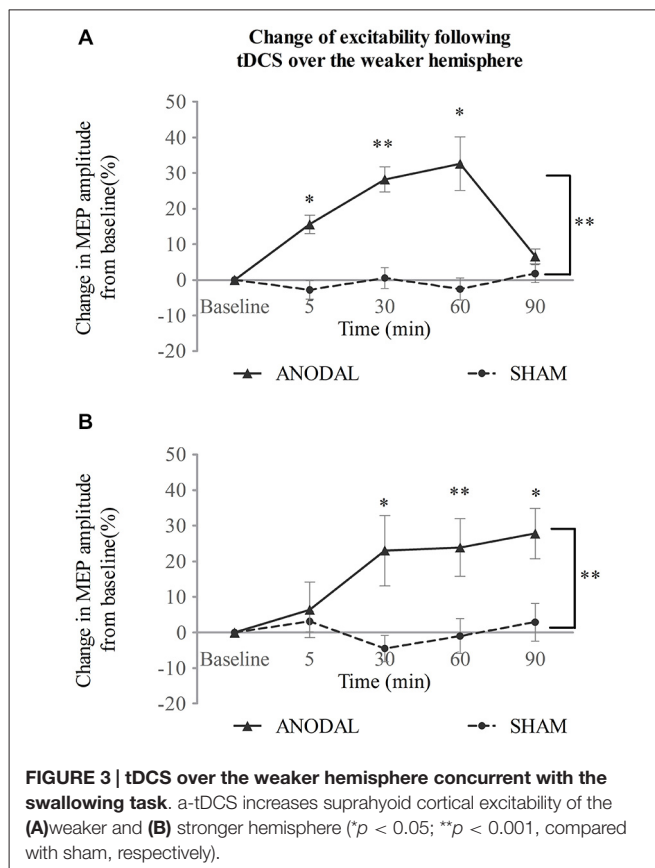 A
Change of excitability following
tDCS over the weaker hemisphere
Change in MEP amplitude
from baseline(%)
50
40
30
20
10
0
-10
-20
*
**
*
**
Baseline 5 30 60 90
Time (min)
ANODAL SHAM
B
Change in MEP amplitude
from baseline(%)
50
40
30
20
10
0
-10
-20
*
**
*
**
Baseline 5 30 60 90
Time (min)
ANODAL SHAM
FIGURE 3 | tDCS over the weaker hemisphere concurrent with the
swallowing task. a-tDCS increases suprahyoid cortical excitability of the
(A)weaker and (B) stronger hemisphere (*p < 0.05; **p < 0.001, compared
with sham, respectively).